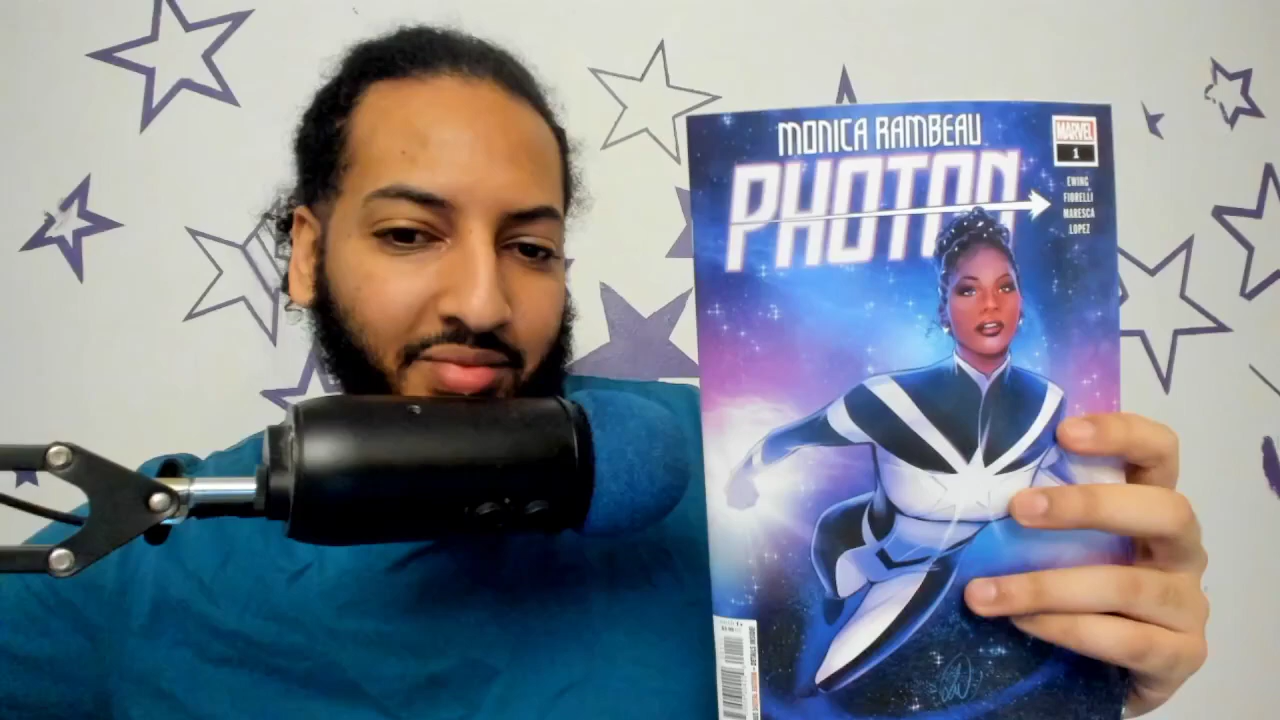 MONICA RAMBEAU
PHOTON
MARVEL
1
EWING
FIORELLI
MARESCA
LOPEZ